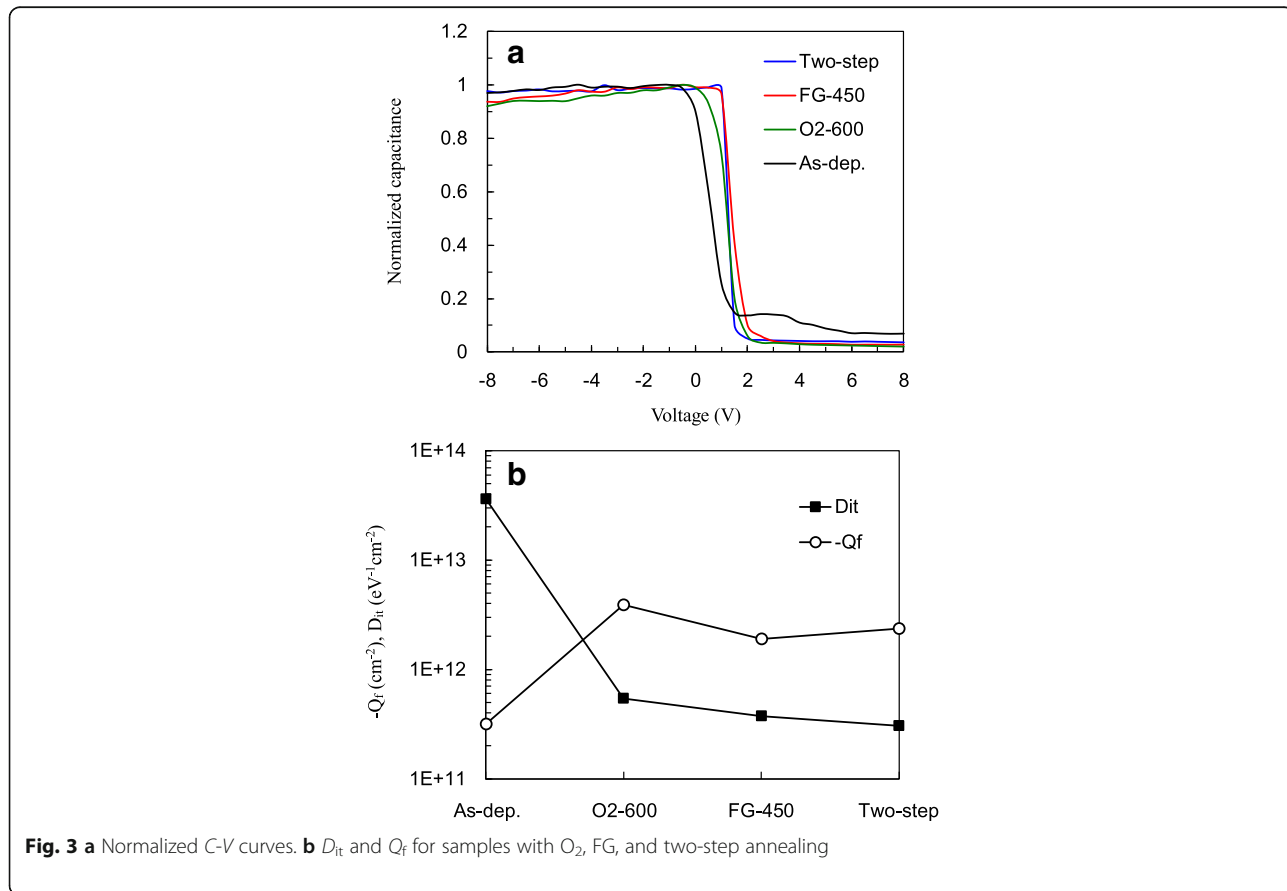 a
1.2
1
0.8
0.6
0.4
0.2
0
Normalized capacitance
Two-step
FG-450
O2-600
As-dep.
-8 -6 -4 -2 0 2 4 6 8
Voltage (V)
b
1E+14
1E+13
1E+12
1E+11
-Qf (cm-2), Dit (eV-1cm-2)
Dit
-Qf
As-dep. O2-600 FG-450 Two-step
Fig. 3 a Normalized C-V curves. b Dit and Qf for samples with O2, FG, and two-step annealing